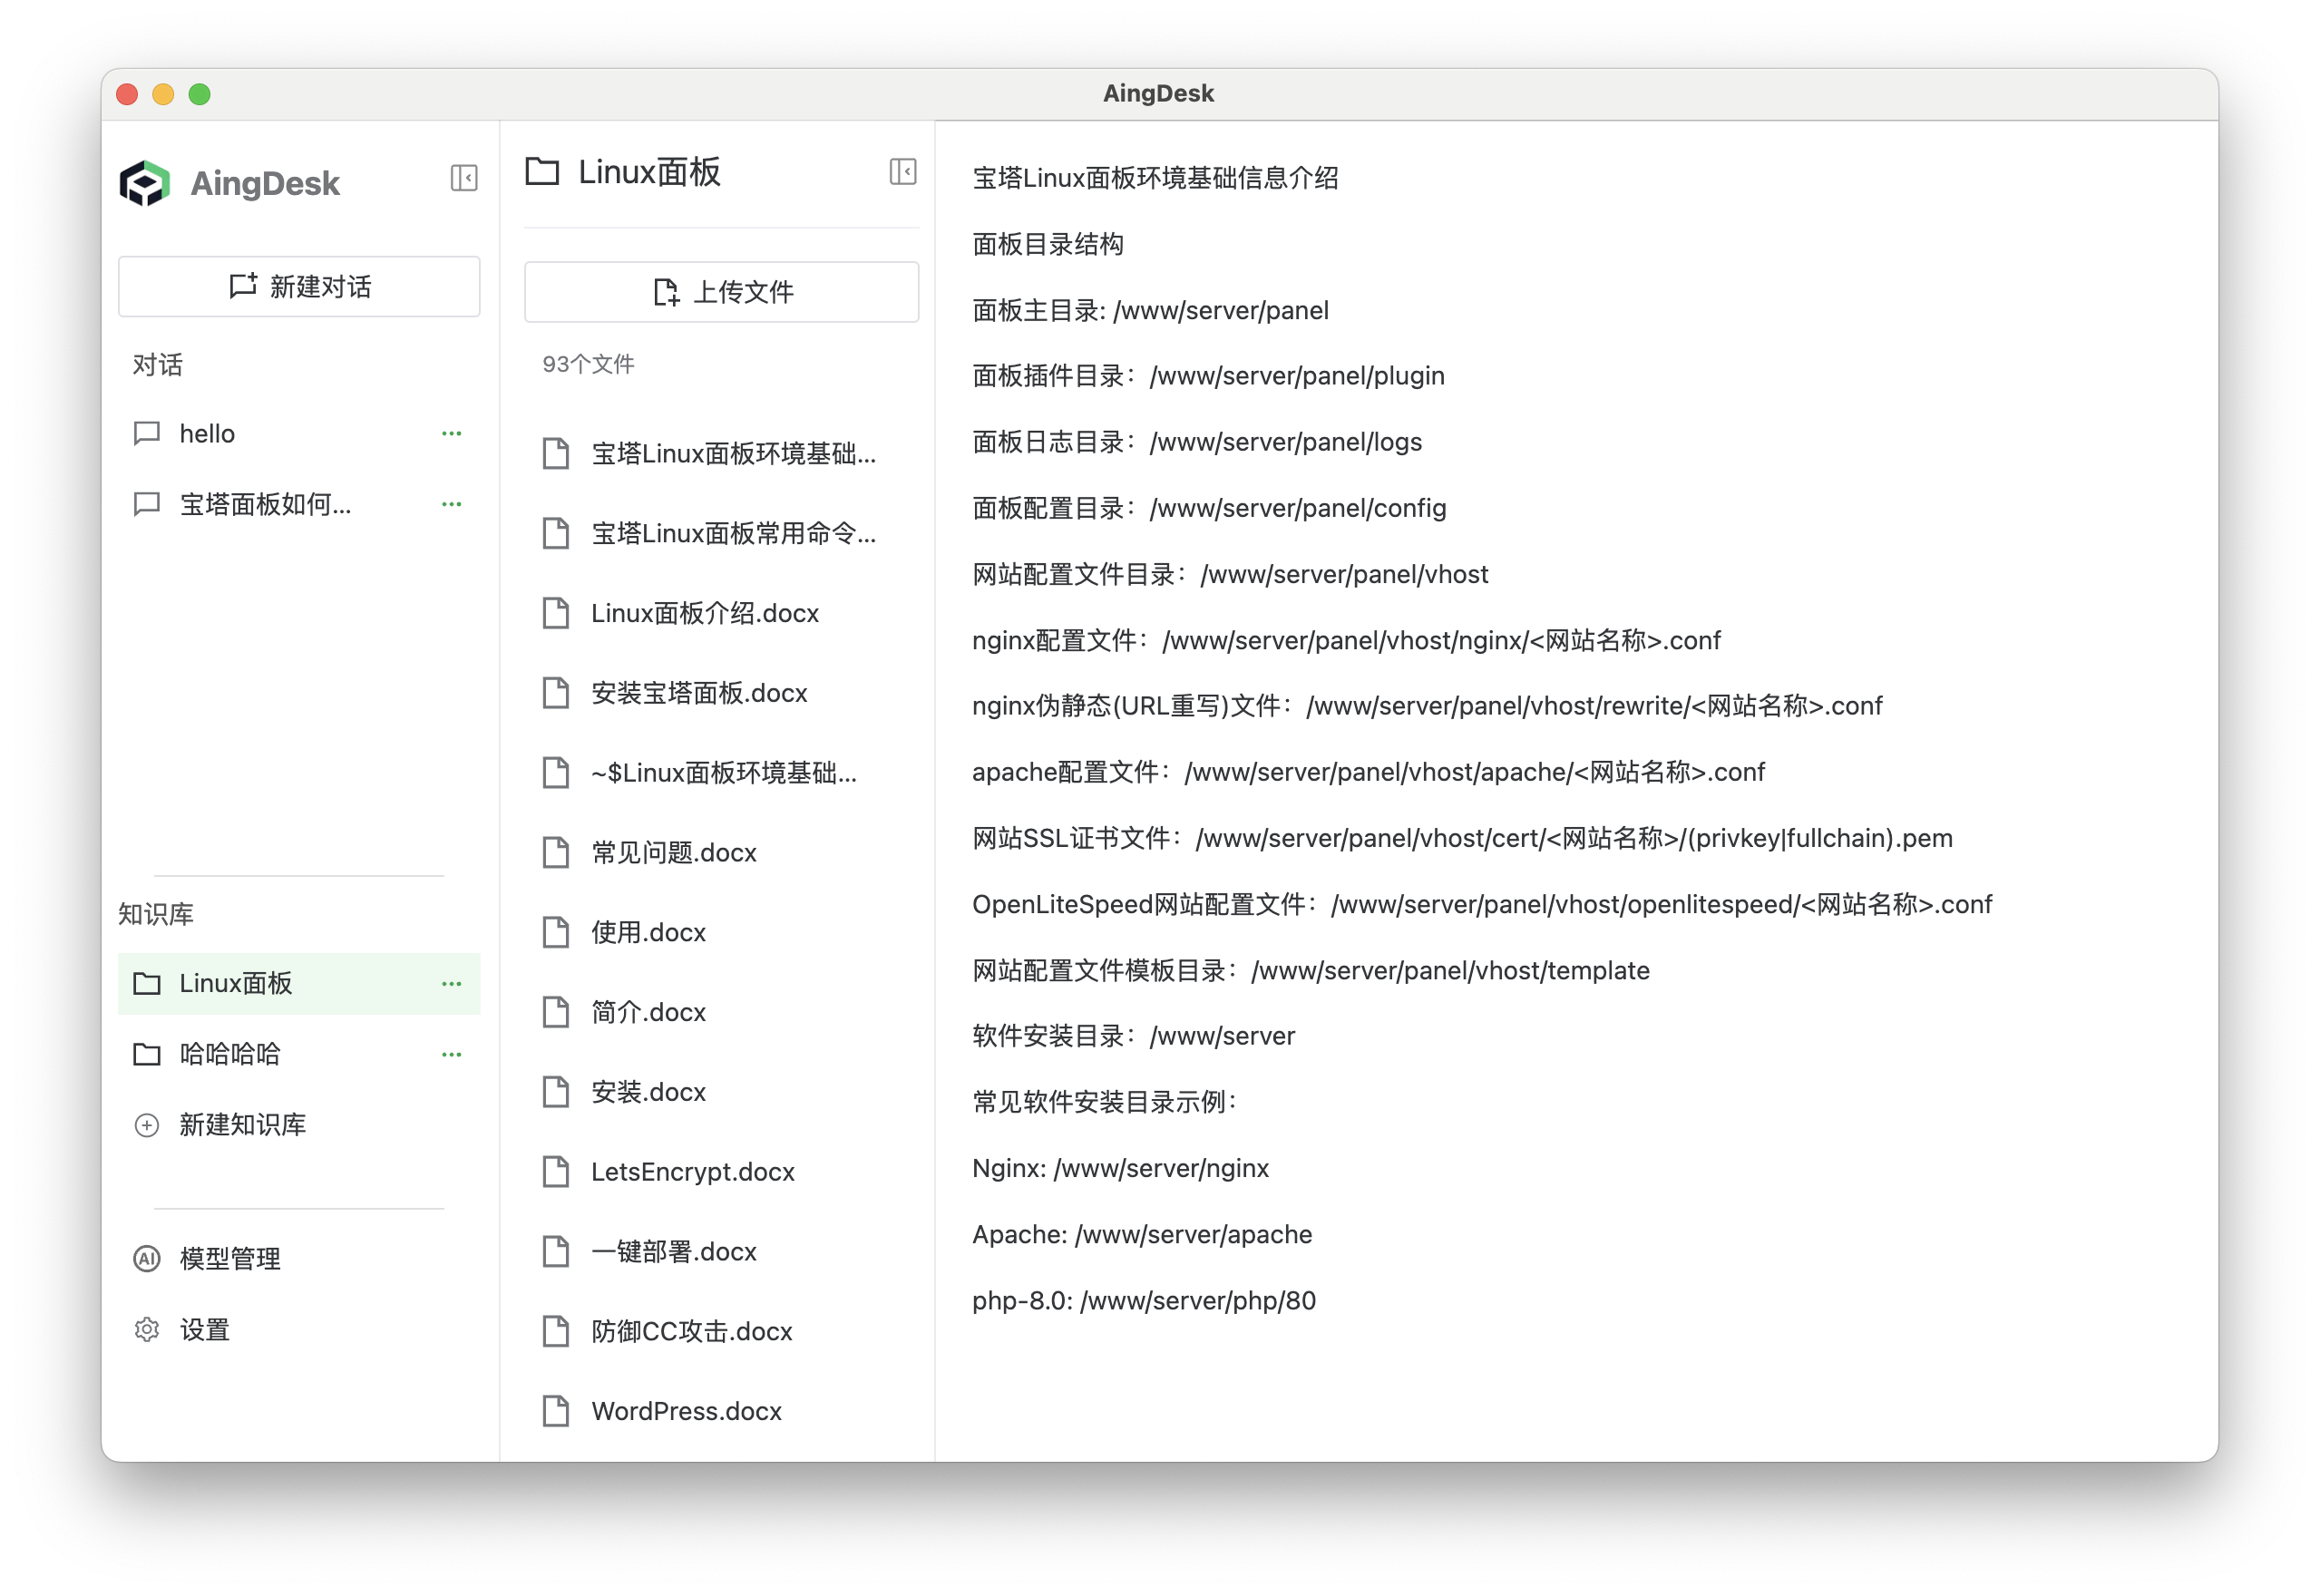 AingDesk
AingDesk
新建对话
对话
hello
宝塔面板如何...
知识库
Linux面板
哈哈哈哈
新建知识库
AI
模型管理
设置
Linux面板
上传文件
93个文件
宝塔Linux面板环境基础...
宝塔Linux面板常用命令...
Linux面板介绍.docx
安装宝塔面板.docx
~$Linux面板环境基础...
常见问题.docx
使用.docx
简介.docx
安装.docx
LetsEncrypt.docx
一键部署.docx
防御CC攻击.docx
WordPress.docx
宝塔Linux面板环境基础信息介绍
面板目录结构
面板主目录: /www/server/panel
面板插件目录：/www/server/panel/plugin
面板日志目录：/www/server/panel/logs
面板配置目录：/www/server/panel/config
网站配置文件目录：/www/server/panel/vhost
nginx配置文件：/www/server/panel/vhost/nginx/<网站名称>.conf
nginx伪静态(URL重写)文件：/www/server/panel/vhost/rewrite/<网站名称>.conf
apache配置文件：/www/server/panel/vhost/apache/<网站名称>.conf
网站SSL证书文件：/www/server/panel/vhost/cert/<网站名称>/(privkey|fullchain).pem
OpenLiteSpeed网站配置文件：/www/server/panel/vhost/openlitespeed/<网站名称>.conf
网站配置文件模板目录：/www/server/panel/vhost/template
软件安装目录：/www/server
常见软件安装目录示例：
Nginx: /www/server/nginx
Apache: /www/server/apache
php-8.0: /www/server/php/80